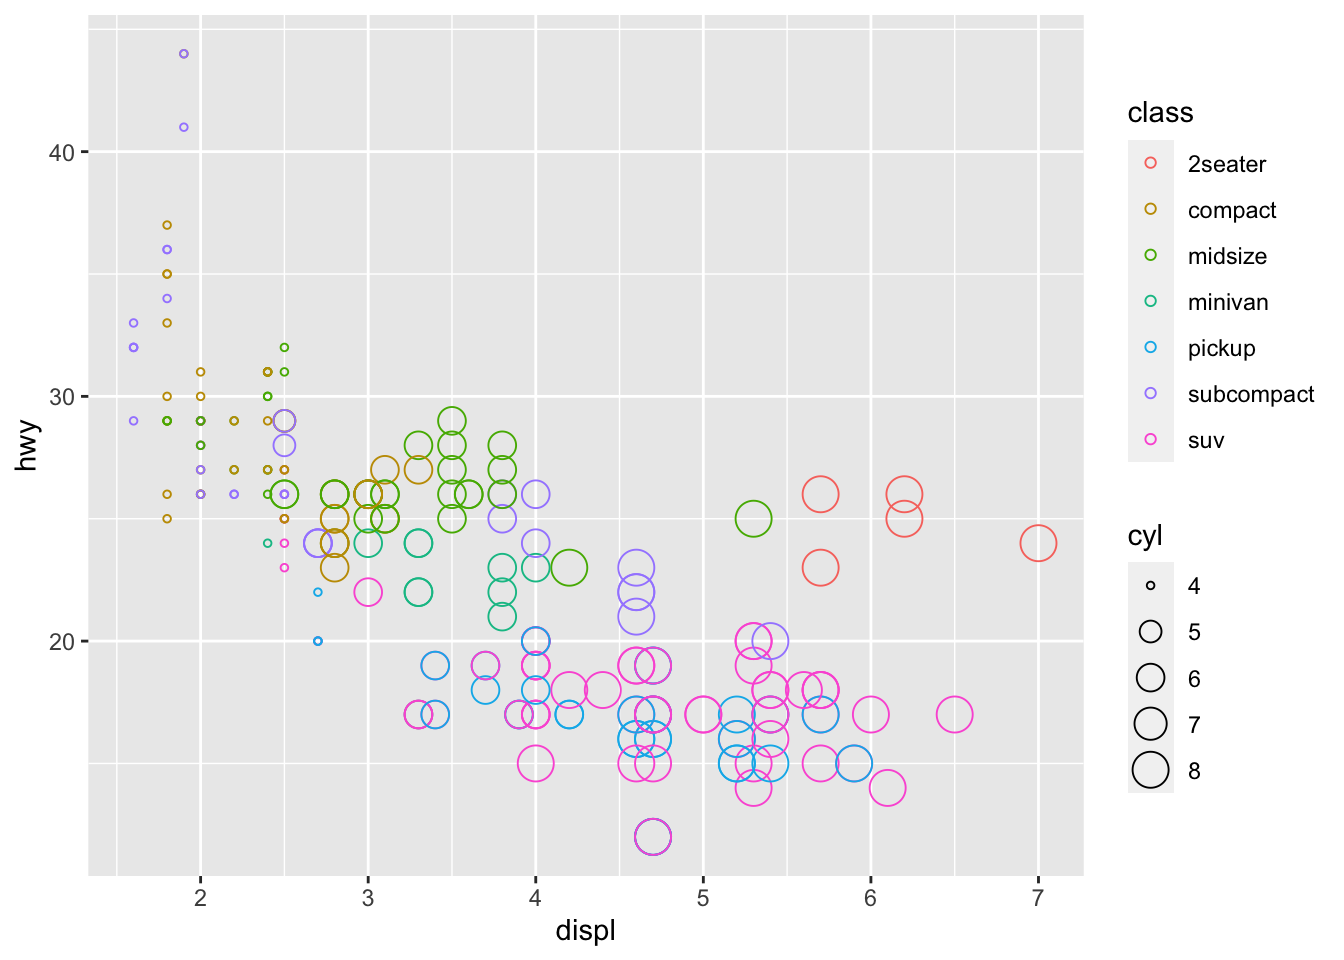 40
30
20
hwy
2 3 4 5 6 7
displ
class
2seater
compact
midsize
minivan
pickup
subcompact
suv
cyl
4
5
6
7
8